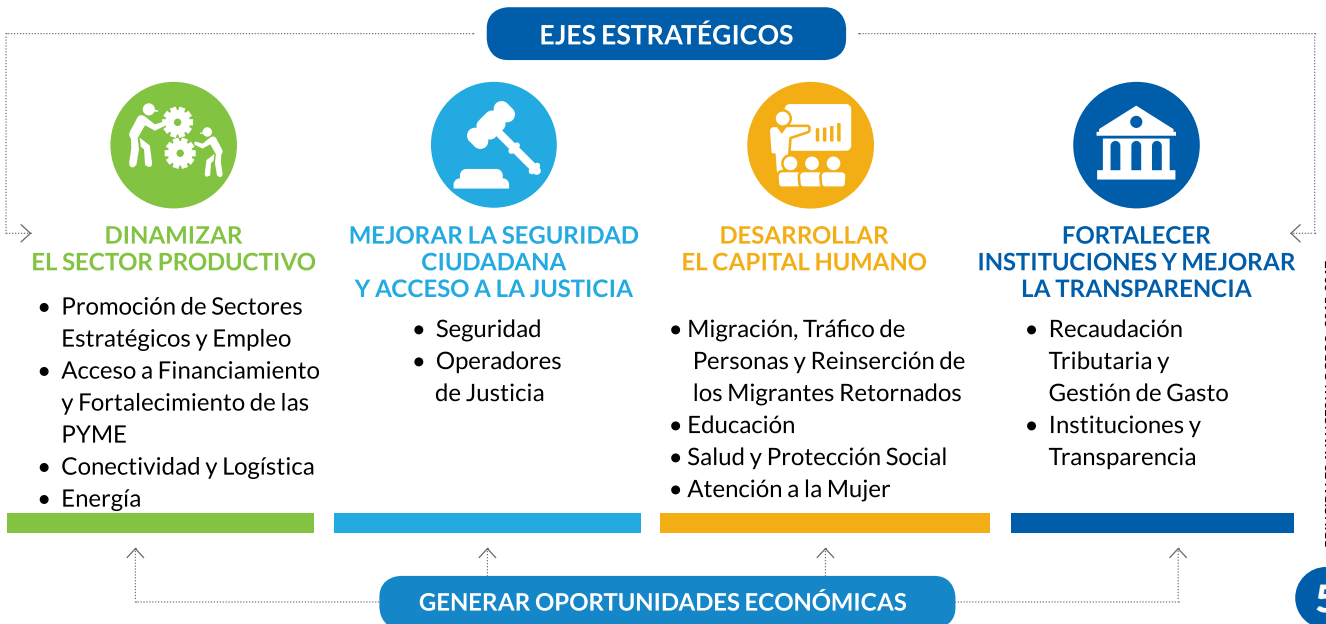 EJES ESTRATÉGICOS
DINAMIZAR
EL SECTOR PRODUCTIVO
• Promoción de Sectores
Estratégicos y Empleo
• Acceso a Financiamiento
y Fortalecimiento de las
PYME
• Conectividad y Logística
• Energía
MEJORAR LA SEGURIDAD
CIUDADANA
Y ACCESO A LA JUSTICIA
• Seguridad
• Operadores
de Justicia
DESARROLLAR
EL CAPITAL HUMANO
• Migración, Tráfico de
Personas y Reinserción de
los Migrantes Retornados
• Educación
• Salud y Protección Social
• Atención a la Mujer
FORTALECER
INSTITUCIONES Y MEJORAR
LA TRANSPARENCIA
• Recaudación
Tributaria y
Gestión de Gasto
• Instituciones y
Transparencia
GENERAR OPORTUNIDADES ECONÓMICAS
5